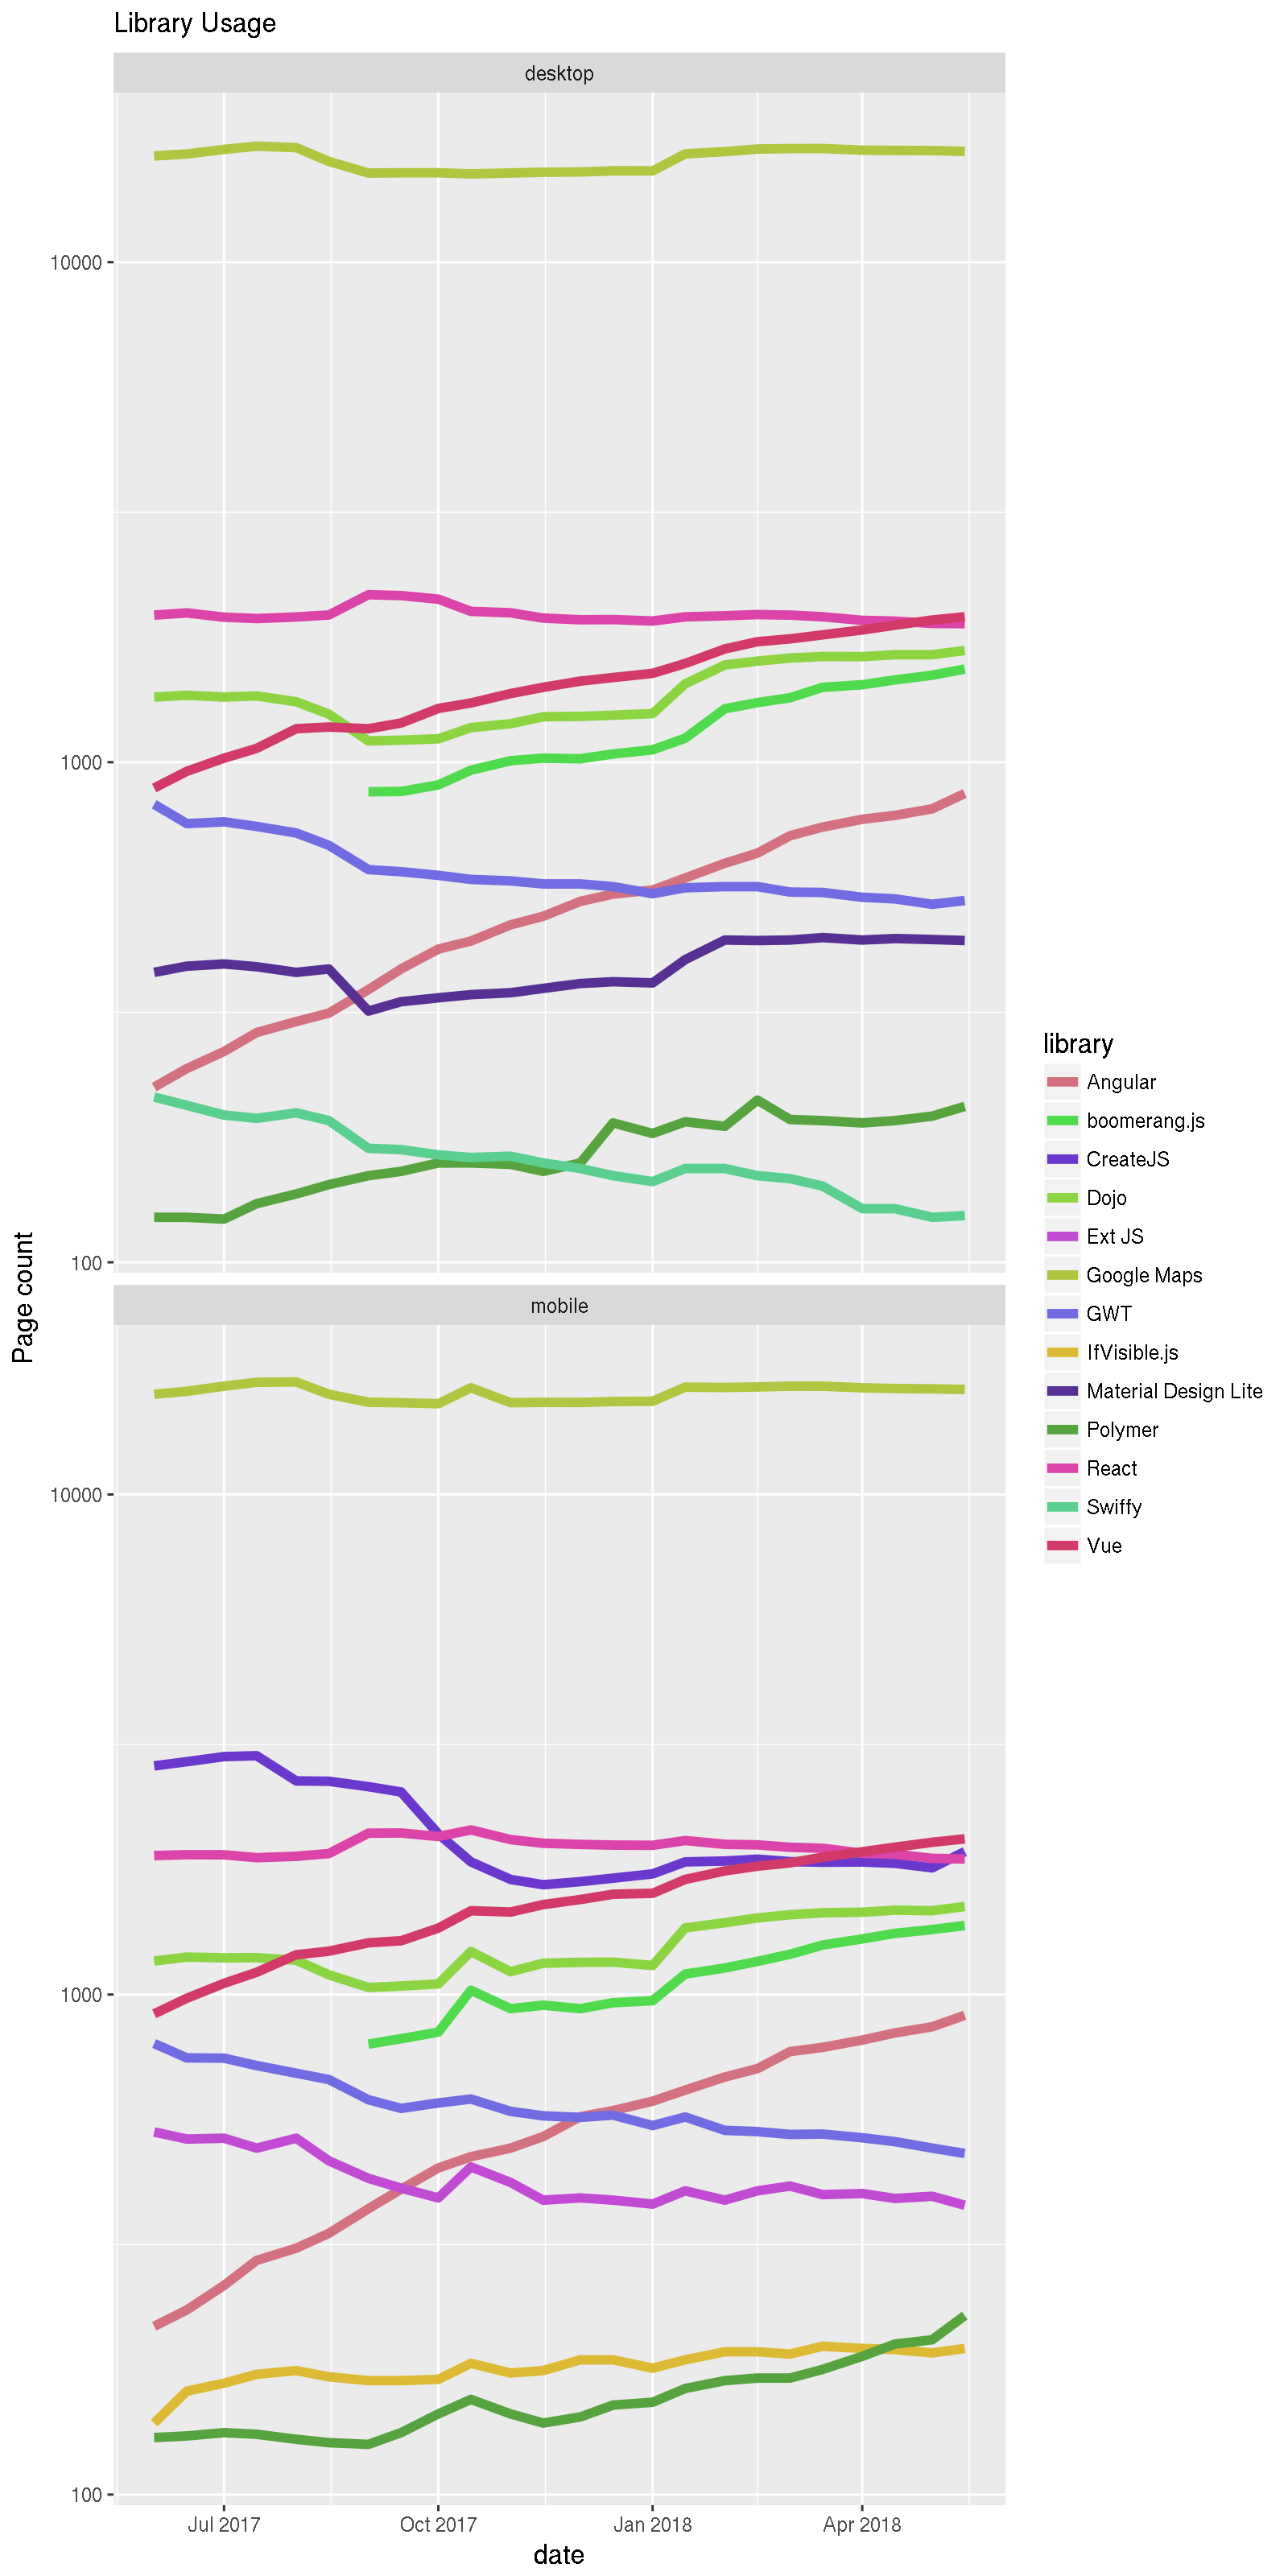 Library Usage
desktop
10000
1000
100
Page count
mobile
10000
1000
100
Jul 2017
Oct 2017
Jan 2018
Apr 2018
date
library
Angular
boomerang.js
CreateJS
Dojo
Ext JS
Google Maps
GWT
IfVisible.js
Material Design Lite
Polymer
React
Swiffy
Vue